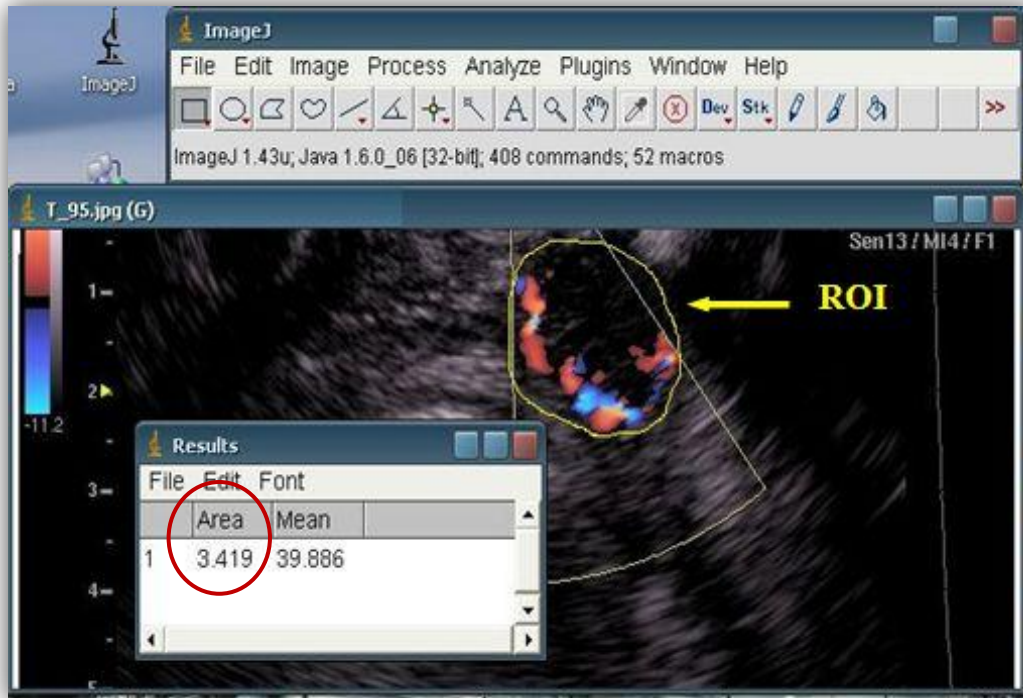 ImageJ
ImageJ
File Edit Image Process Analyze Plugins Window Help
A Dev Stk >>
ImageJ 1.43u; Java 1.6.0_06 [32-bit]; 408 commands; 52 macros
T_95.jpg (G)
Sen13 / MI4 / F1
1
ROI
2
-11.2
Results
File Edit Font
3
Area Mean
1 3.419 39.886
4
5